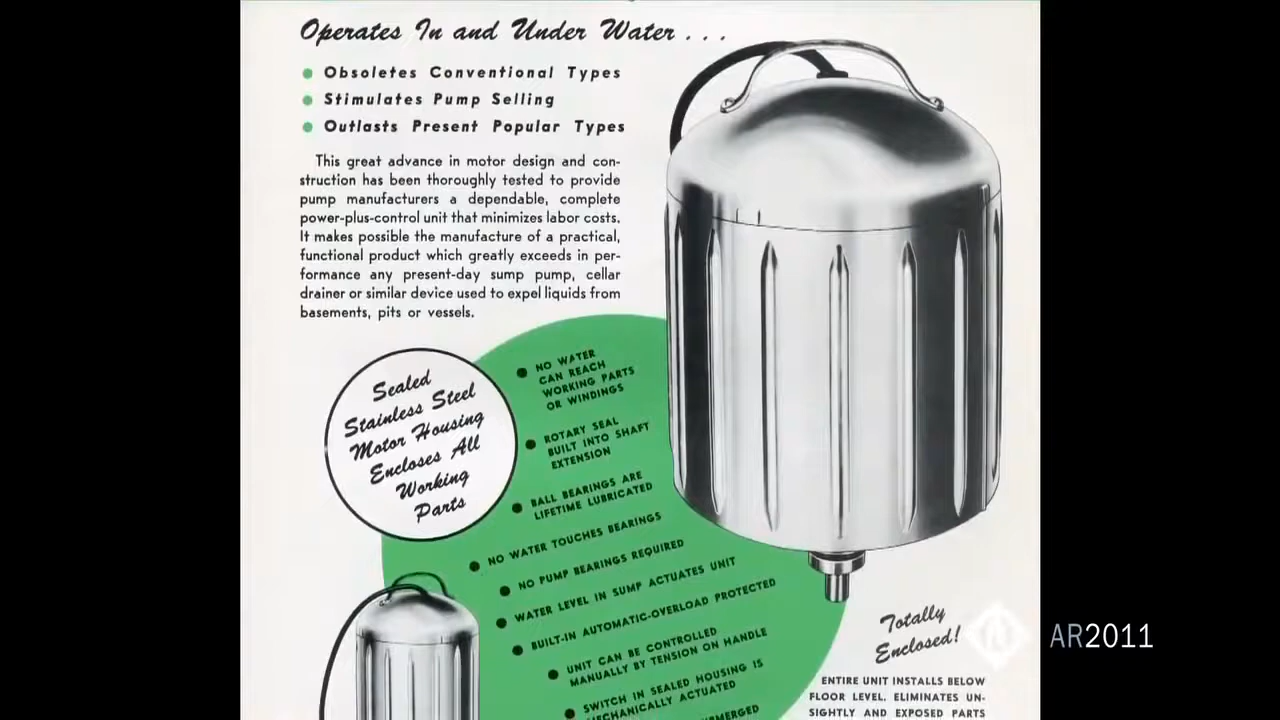 Operates In and Under Water . . .
Obsoletes Conventional Types
Stimulates Pump Selling
Outlasts Present Popular Types
This great advance in motor design and con-
struction has been thoroughly tested to provide
pump manufacturers a dependable, complete
power-plus-control unit that minimizes labor costs.
It makes possible the manufacture of a practical,
functional product which greatly exceeds in per-
formance any present-day sump pump, cellar
drainer or similar device used to expel liquids from
basements, pits or vessels.
Sealed
Stainless Steel
Motor Housing
Encloses All
Working
Parts
NO WATER
CAN REACH
WORKING PARTS
OR WINDINGS
ROTARY SEAL
BUILT INTO SHAFT
EXTENSION
BALL BEARINGS ARE
LIFETIME LUBRICATED
NO WATER TOUCHES BEARINGS
NO PUMP BEARINGS REQUIRED
WATER LEVEL IN SUMP ACTUATES UNIT
BUILT-IN AUTOMATIC-OVERLOAD PROTECTED
UNIT CAN BE CONTROLLED
MANUALLY BY TENSION ON HANDLE
SWITCH IN SEALED HOUSING IS
MECHANICALLY ACTUATED
SUBMERGED
Totally
Enclosed!
ENTIRE UNIT INSTALLS BELOW
FLOOR LEVEL. ELIMINATES UN-
SIGHTLY AND EXPOSED PARTS
AR2011